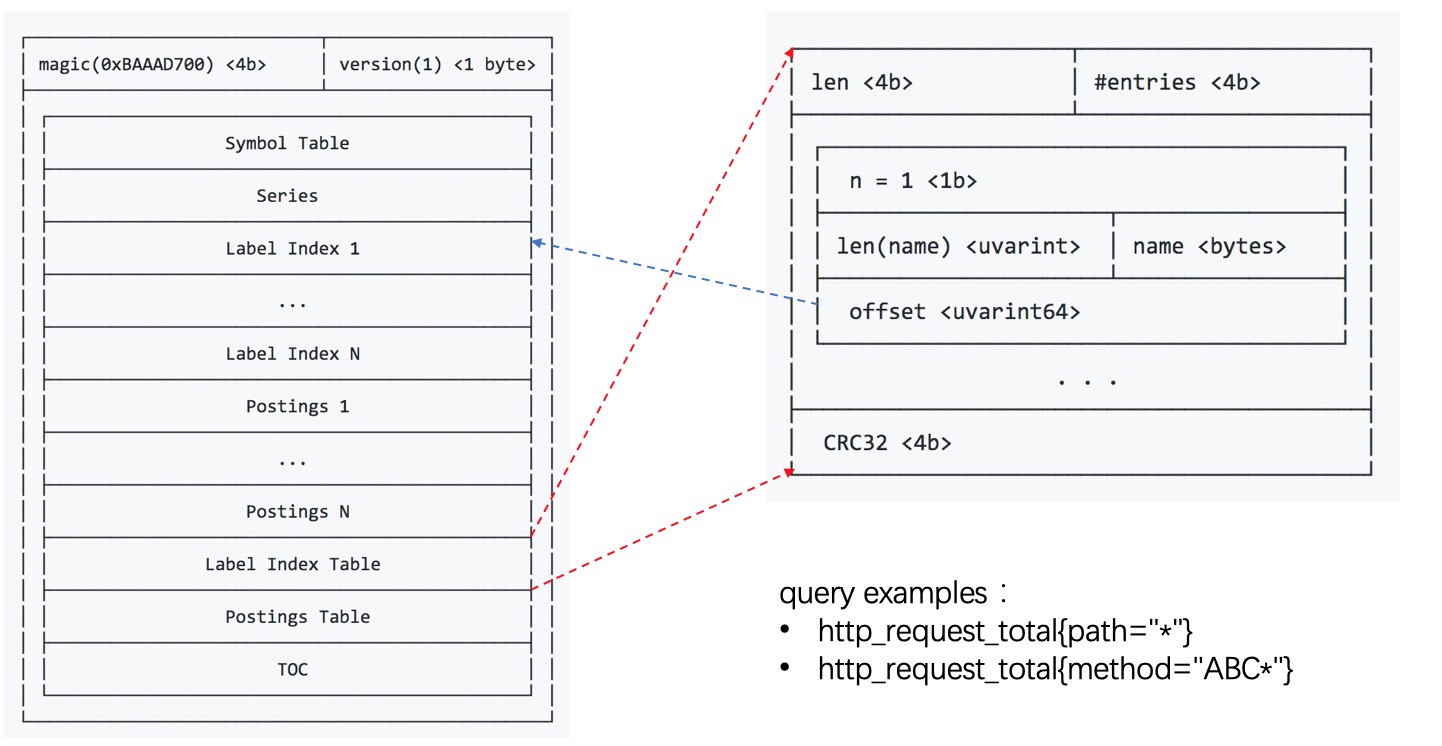 magic(0xBAAAD700) <4b> version(1) <1 byte>
Symbol Table
Series
Label Index 1
...
Label Index N
Postings 1
...
Postings N
Label Index Table
Postings Table
TOC
len <4b> #entries <4b>
n = 1 <1b>
len(name) <uvarint> name <bytes>
offset <uvarint64>
. . .
CRC32 <4b>
query examples：
• http_request_total{path="*"}
• http_request_total{method="ABC*"}